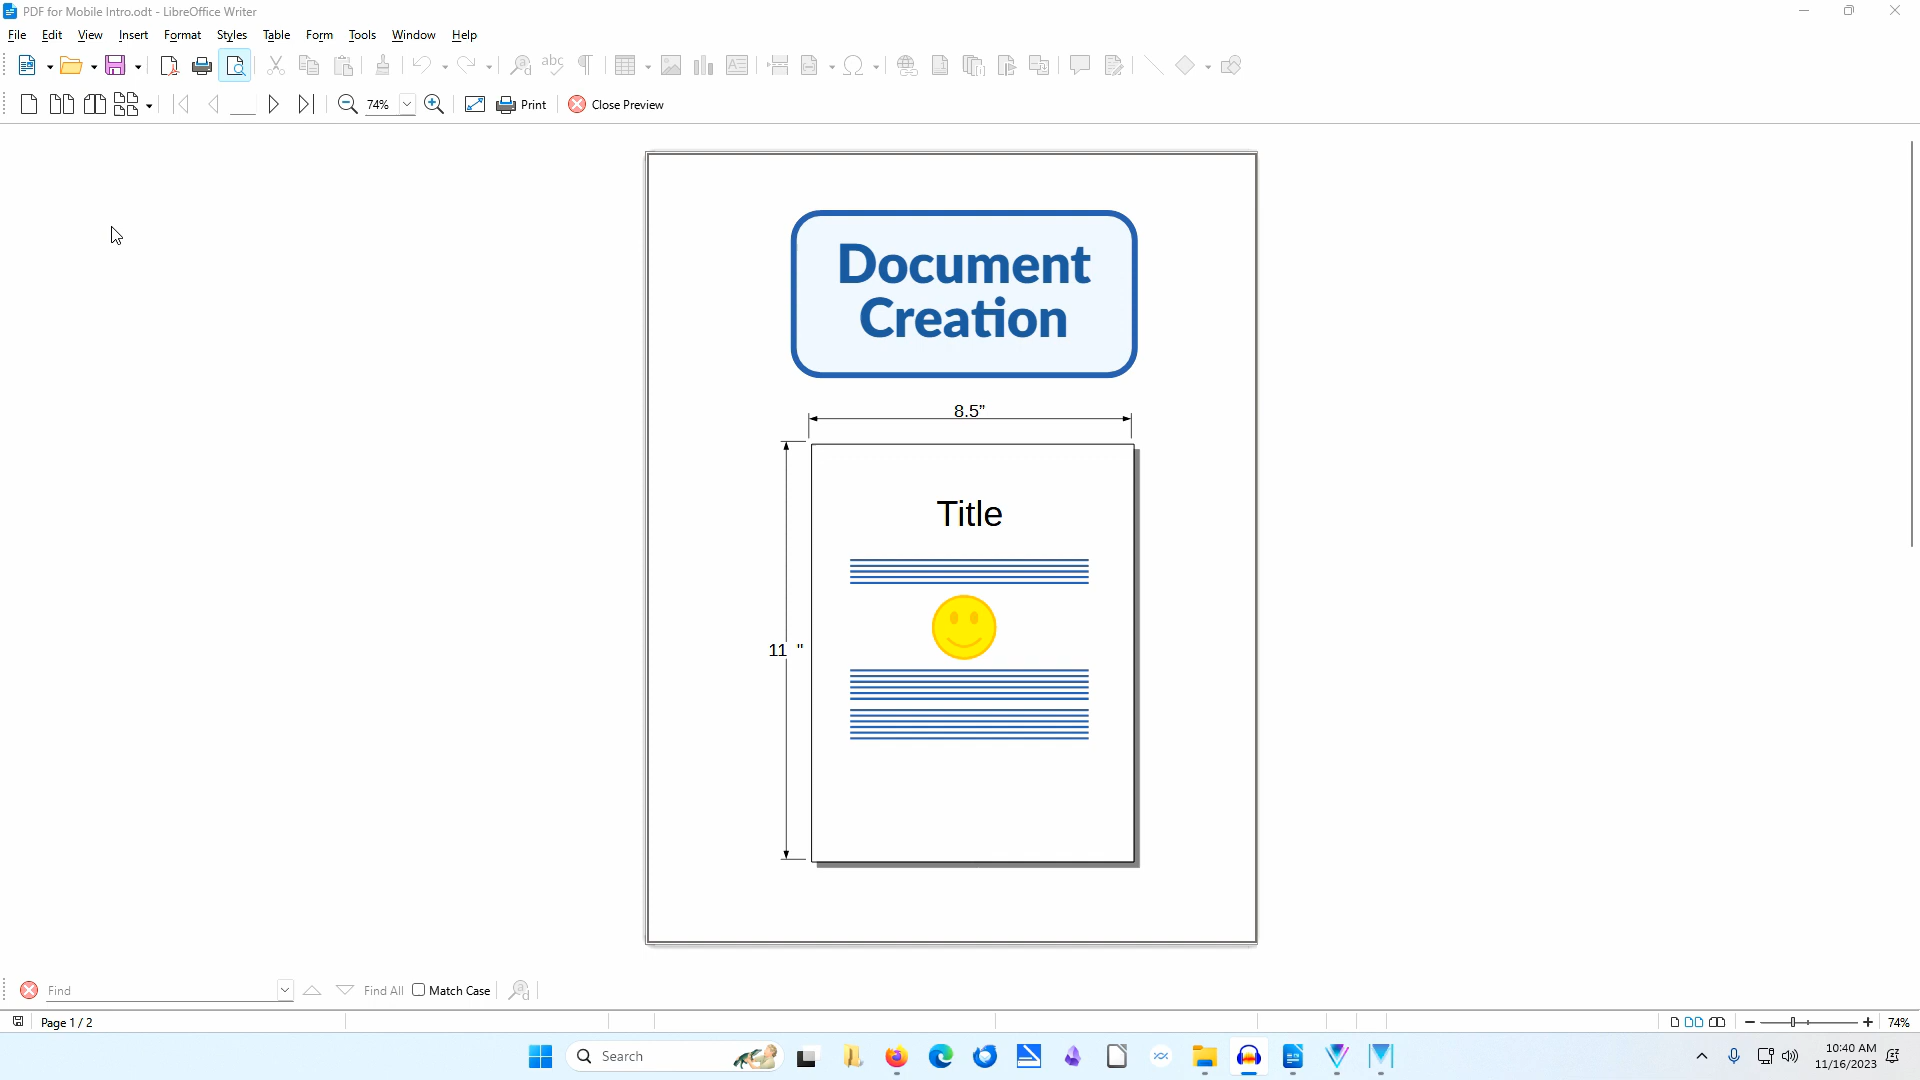 PDF for Mobile Intro.odt - LibreOffice Writer
File Edit View Insert Format Styles Table Form Tools Window Help
74% Print Close Preview
Document
Creation
8.5”
Title
11 "
Find Find All Match Case
Page 1 / 2 74%
Search
10:40 AM
11/16/2023